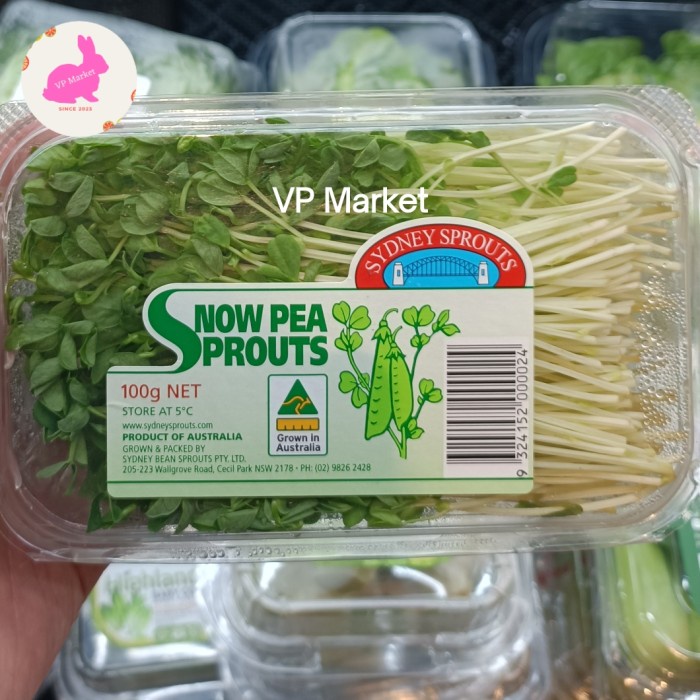 VP Market
SINCE 2023
VP Market
SYDNEY SPROUTS
SNOW PEA
SPROUTS
100g NET
STORE AT 5°C
www.sydneysprouts.com
PRODUCT OF AUSTRALIA
GROWN & PACKED BY
SYDNEY BEAN SPROUTS PTY. LTD.
205-223 Wallgrove Road, Cecil Park NSW 2178 • PH: (02) 9826 2428
Grown in
Australia
9 324152 000024